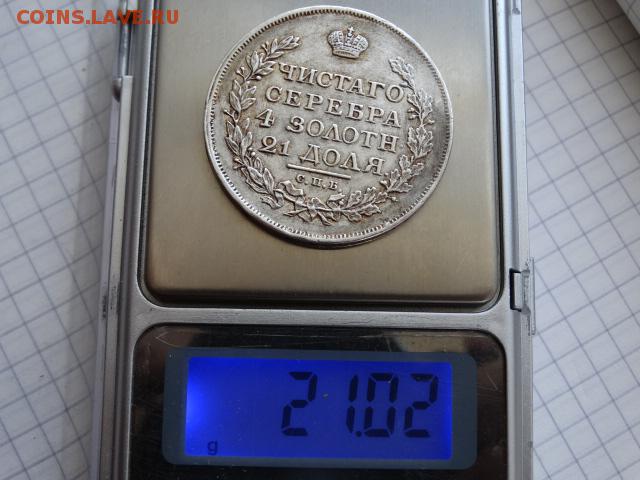 COINS.LAVE.RU
ЧИСТАГО
СЕРЕБРА
4 ЗОЛОТН
21 ДОЛЯ
С.П.Б.
21.02
g